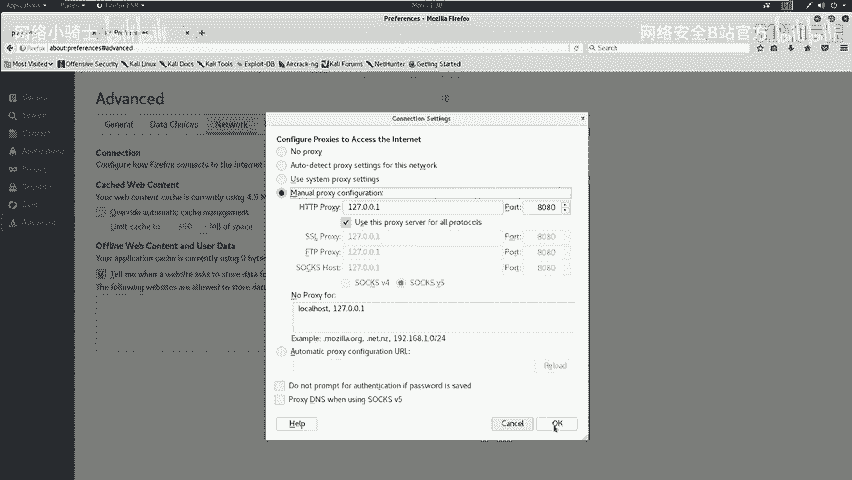 Preferences - Mozilla Firefox
网络小骑士
网络安全B站官方
Firefox about:preferences#advanced
Search
Most Visited Offensive Security Kali Linux Kali Docs Kali Tools Exploit-DB Aircrack-ng Kali Forums NetHunter Getting Started
Advanced
General Data Choices Network
Connection
Configure how Firefox connects to the Internet
Cached Web Content
Your web content cache is currently using
Override automatic cache management
Limit cache to of space
Offline Web Content and User Data
Your application cache is currently using 0 bytes
Tell me when a website asks to store data for
The following websites are allowed to store data
Connection Settings
Configure Proxies to Access the Internet
No proxy
Auto-detect proxy settings for this network
Use system proxy settings
Manual proxy configuration:
HTTP Proxy: 127.0.0.1 Port: 8080
Use this proxy server for all protocols
SSL Proxy: 127.0.0.1 Port: 8080
FTP Proxy: 127.0.0.1 Port: 8080
SOCKS Host: 127.0.0.1 Port: 8080
SOCKS v4 SOCKS v5
No Proxy for:
localhost, 127.0.0.1
Example: .mozilla.org, .net.nz, 192.168.1.0/24
Automatic proxy configuration URL:
Reload
Do not prompt for authentication if password is saved
Proxy DNS when using SOCKS v5
Help Cancel OK